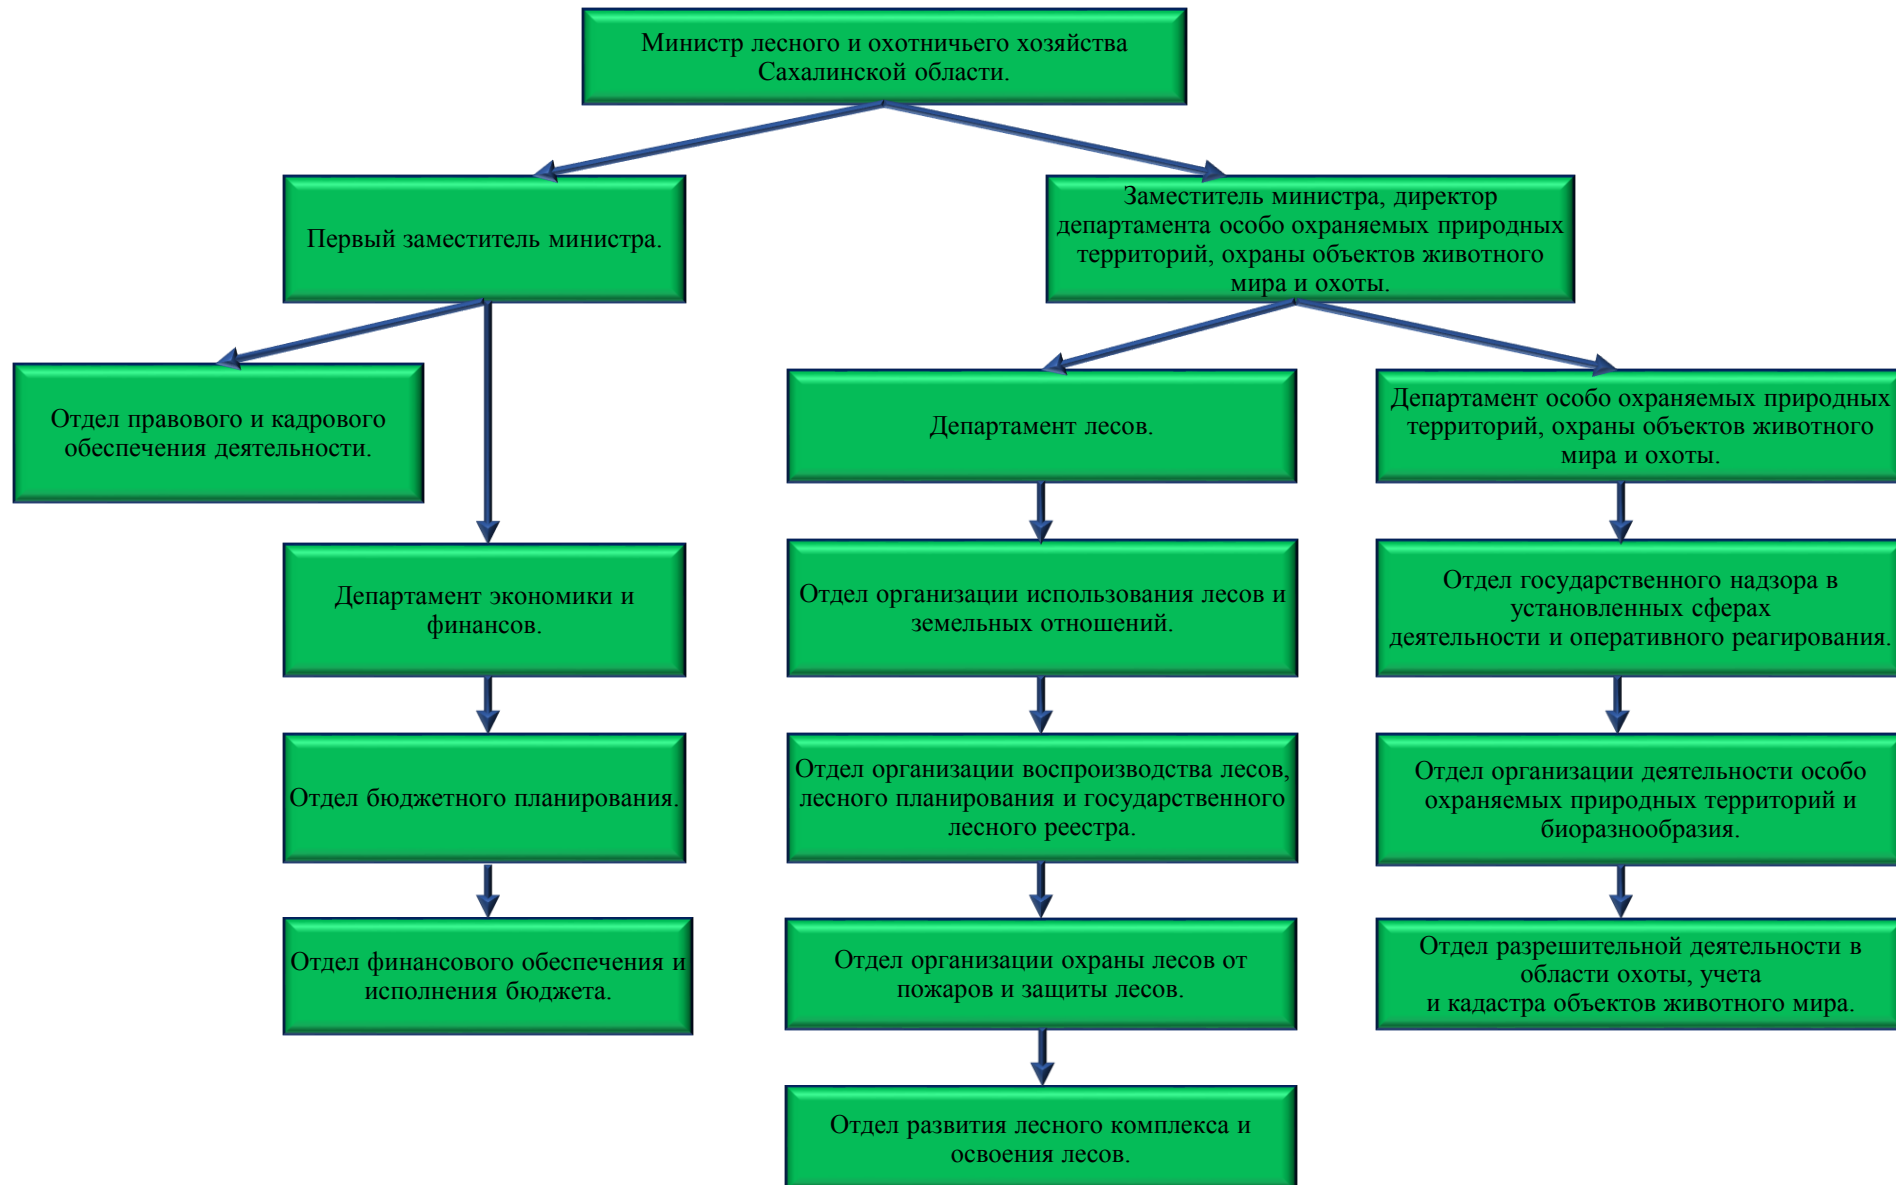 Министр лесного и охотничьего хозяйства
Сахалинской области.
Первый заместитель министра.
Заместитель министра, директор
департамента особо охраняемых природных
территорий, охраны объектов животного
мира и охоты.
Отдел правового и кадрового
обеспечения деятельности.
Департамент лесов.
Департамент особо охраняемых природных
территорий, охраны объектов животного
мира и охоты.
Департамент экономики и
финансов.
Отдел организации использования лесов и
земельных отношений.
Отдел государственного надзора в
установленных сферах
деятельности и оперативного реагирования.
Отдел бюджетного планирования.
Отдел организации воспроизводства лесов,
лесного планирования и государственного
лесного реестра.
Отдел организации деятельности особо
охраняемых природных территорий и
биоразнообразия.
Отдел финансового обеспечения и
исполнения бюджета.
Отдел организации охраны лесов от
пожаров и защиты лесов.
Отдел разрешительной деятельности в
области охоты, учета
и кадастра объектов животного мира.
Отдел развития лесного комплекса и
освоения лесов.